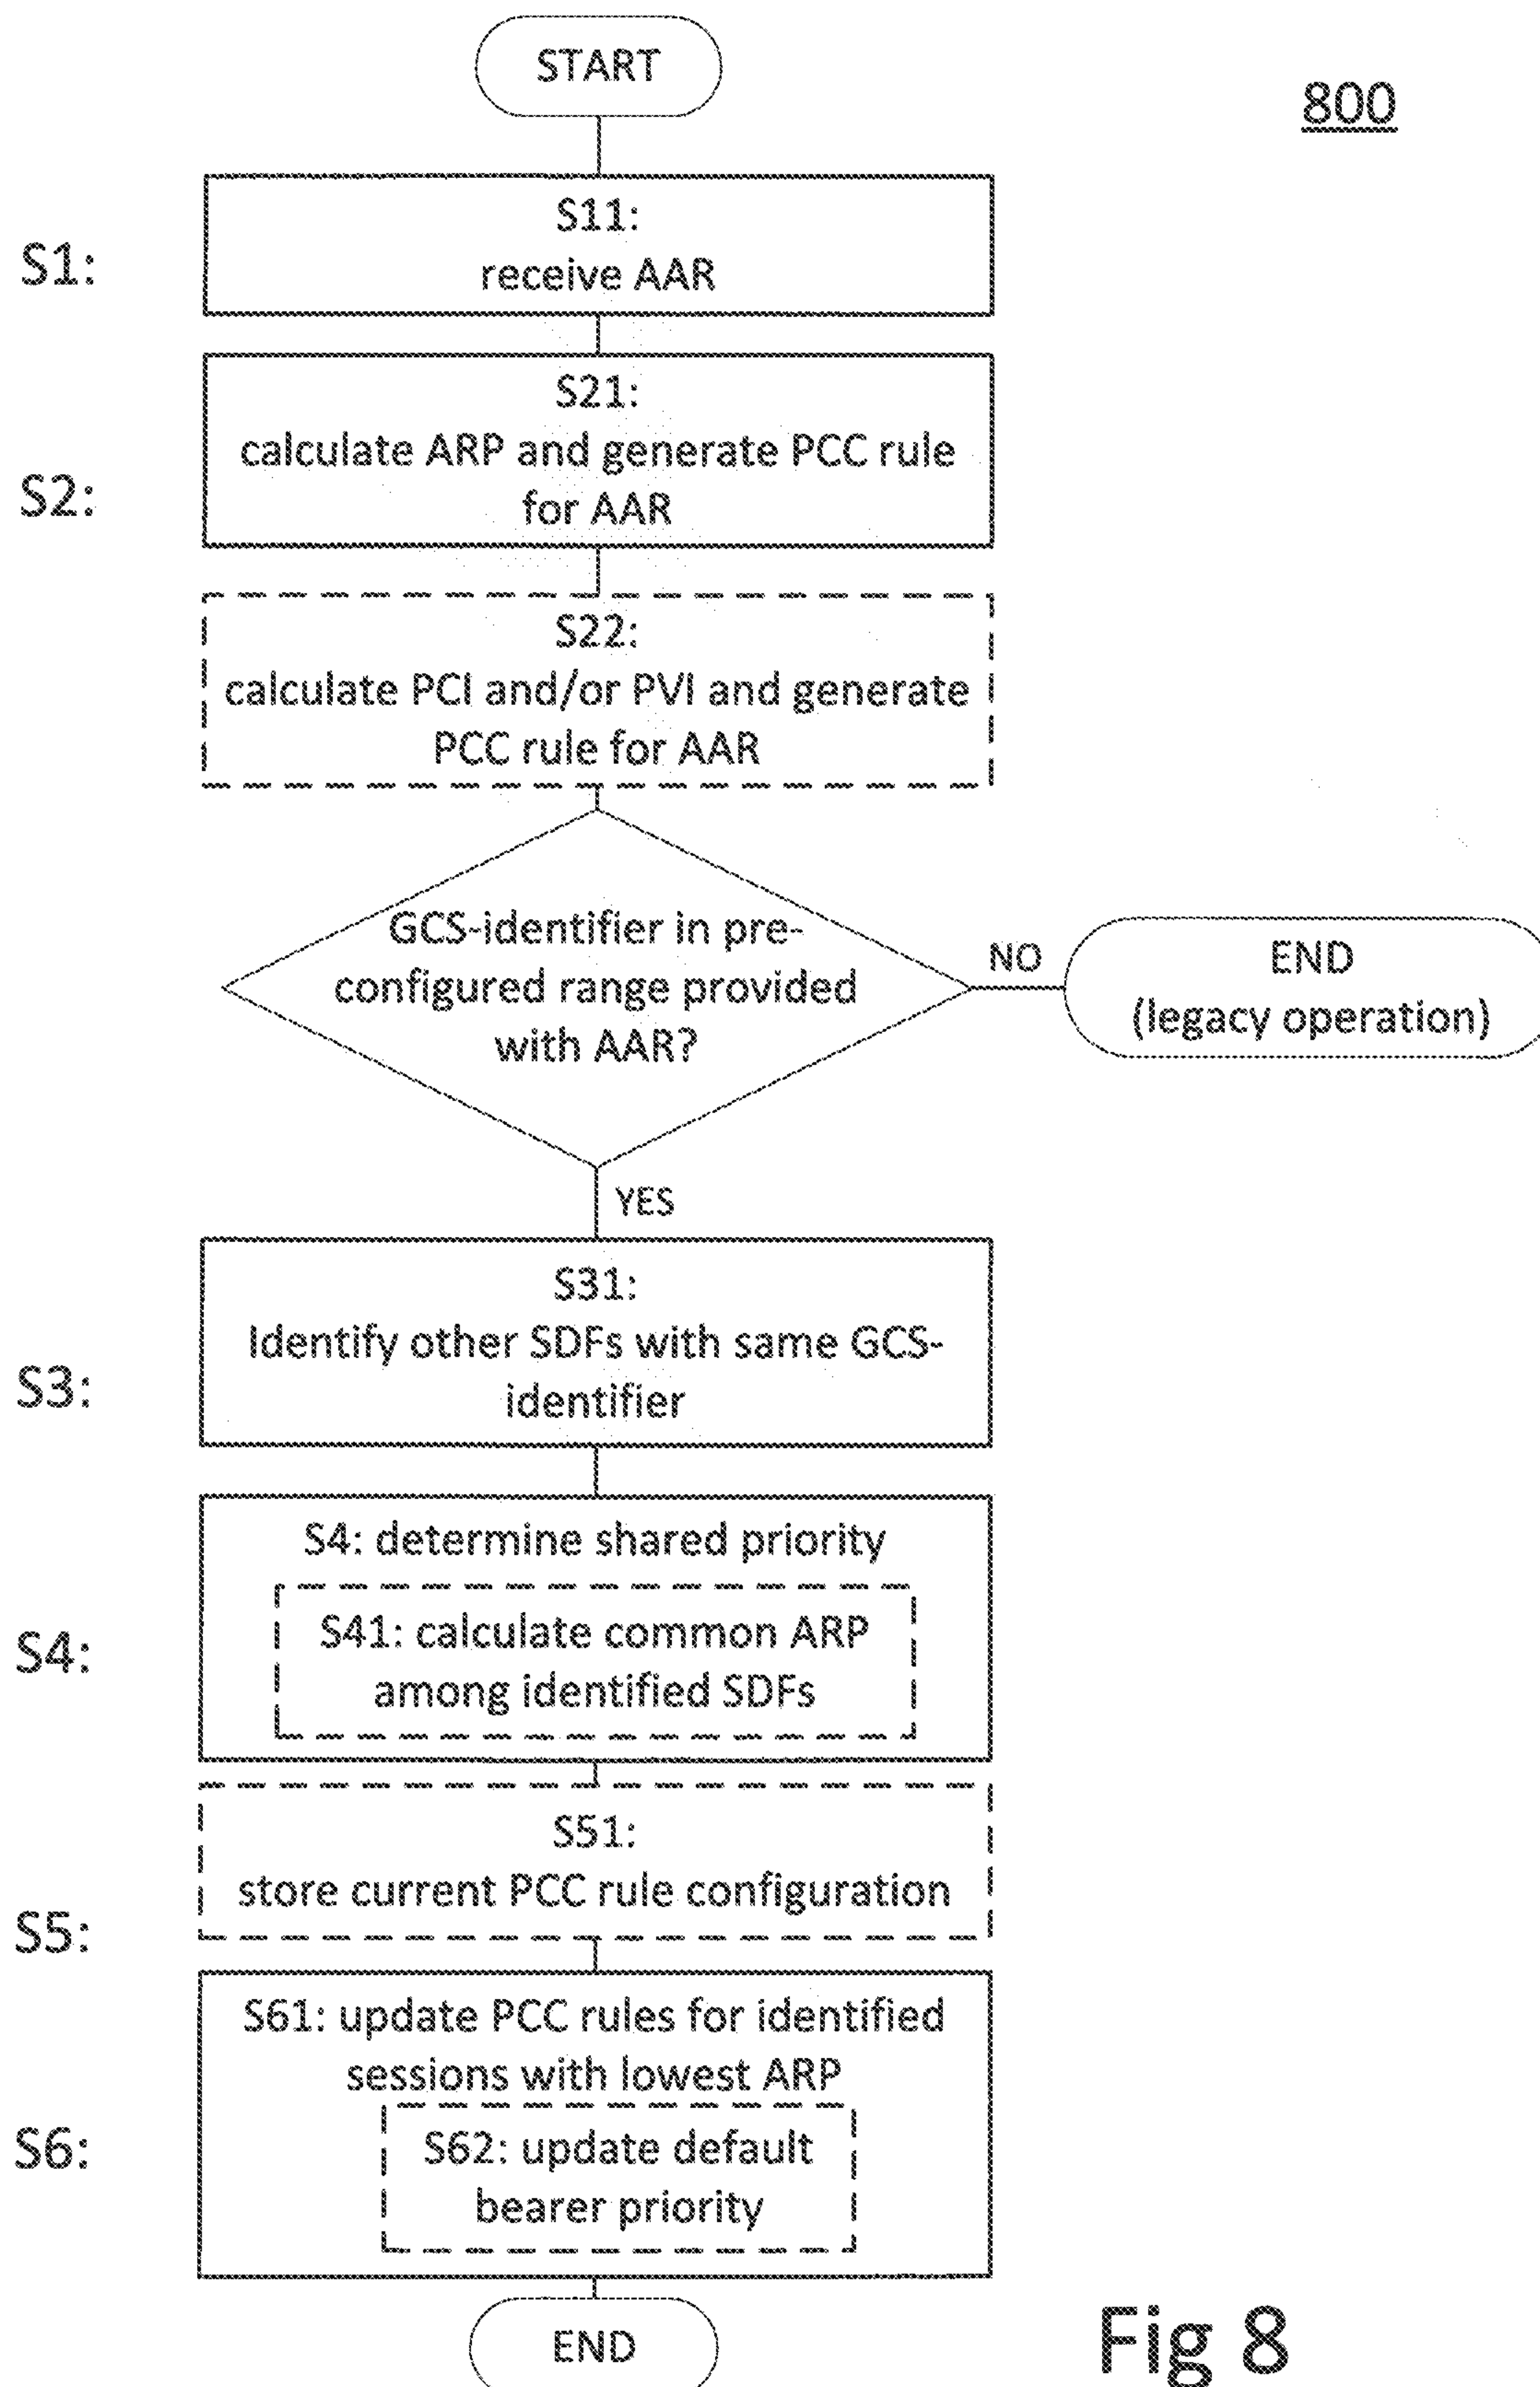 START
800
S1:
S11:
receive AAR
S2:
S21:
calculate ARP and generate PCC rule
for AAR
S22:
calculate PCI and/or PVI and generate
PCC rule for AAR
GCS-identifier in pre-
configured range provided
with AAR?
NO
END
(legacy operation)
YES
S3:
S31:
Identify other SDFs with same GCS-
identifier
S4:
S4: determine shared priority
S41: calculate common ARP
among identified SDFs
S5:
S51:
store current PCC rule configuration
S6:
S61: update PCC rules for identified
sessions with lowest ARP
S62: update default
bearer priority
END
Fig 8